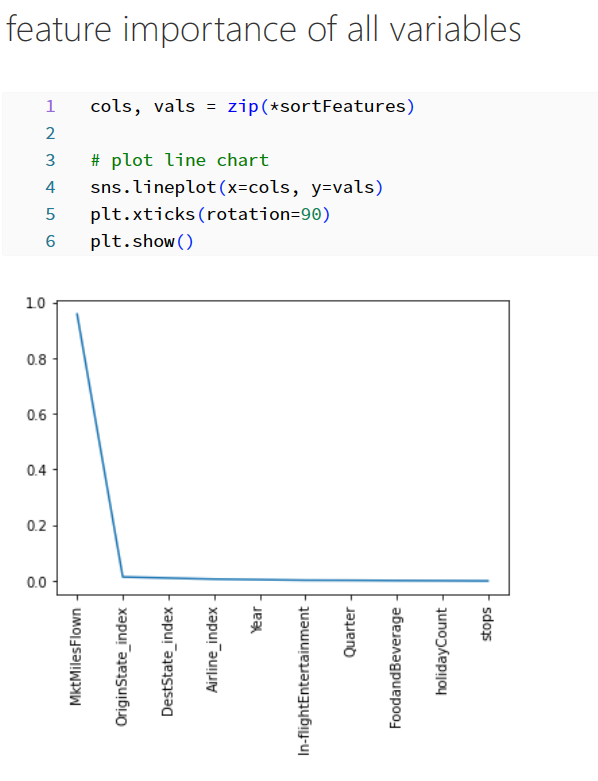 feature importance of all variables
1 cols, vals = zip(*sortFeatures)
2
3 # plot line chart
4 sns.lineplot(x=cols, y=vals)
5 plt.xticks(rotation=90)
6 plt.show()
1.0
0.8
0.6
0.4
0.2
0.0
MktMilesFlown
OriginState_index
DestState_index
Airline_index
Year
In-flightEntertainment
Quarter
FoodandBeverage
holidayCount
stops